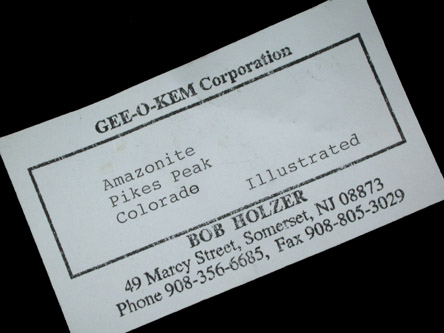 GEE-O-KEM Corporation
Amazonite
Pikes Peak
Colorado
Illustrated
BOB HOLZER
49 Marcy Street, Somerset, NJ 08873
Phone 908-356-6685, Fax 908-805-3029